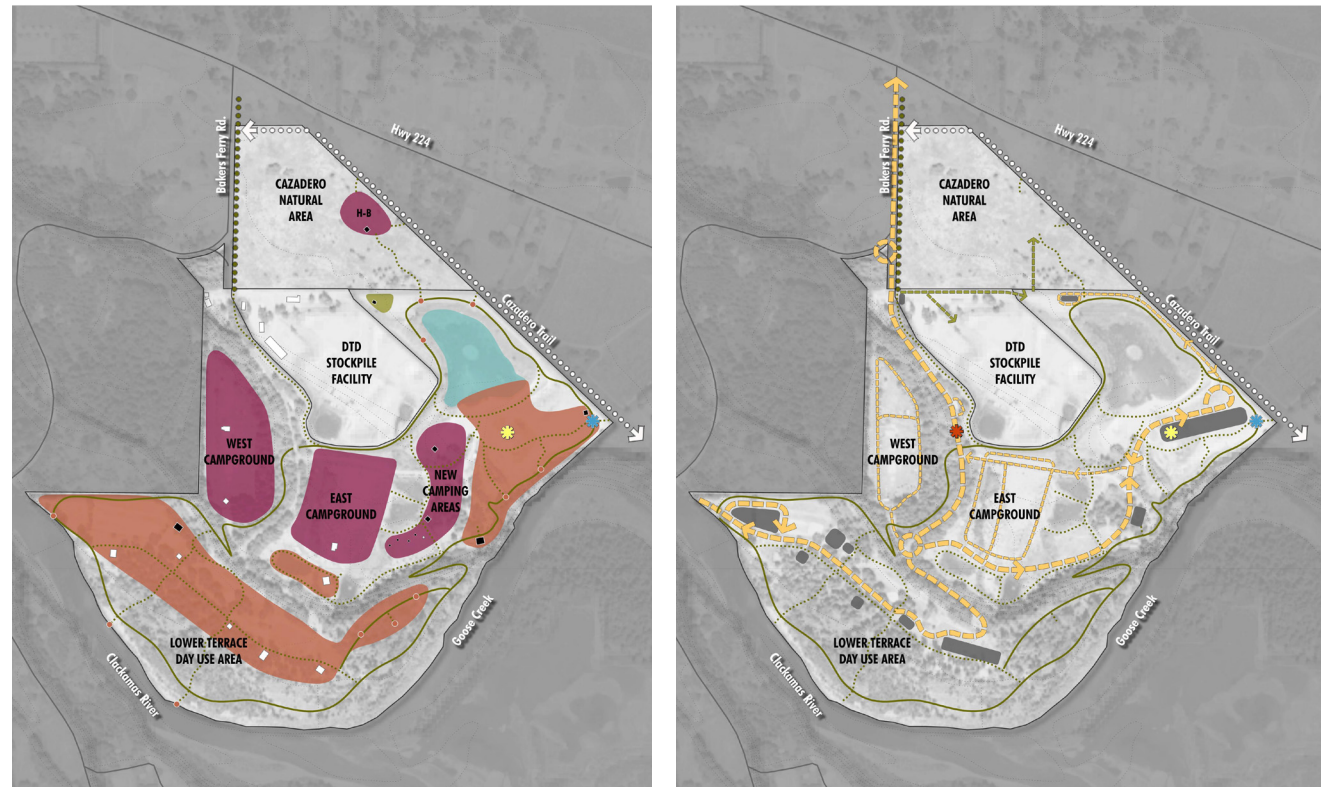 Hwy 224
Bakers Ferry Rd.
CAZADERO
NATURAL
AREA
H-B
Cazadero Trail
DTD
STOCKPILE
FACILITY
WEST
CAMPGROUND
EAST
CAMPGROUND
NEW
CAMPING
AREAS
LOWER TERRACE
DAY USE AREA
Goose Creek
Clackamas River
Hwy 224
Bakers Ferry Rd.
CAZADERO
NATURAL
AREA
Cazadero Trail
DTD
STOCKPILE
FACILITY
WEST
CAMPGROUND
EAST
CAMPGROUND
LOWER TERRACE
DAY USE AREA
Goose Creek
Clackamas River